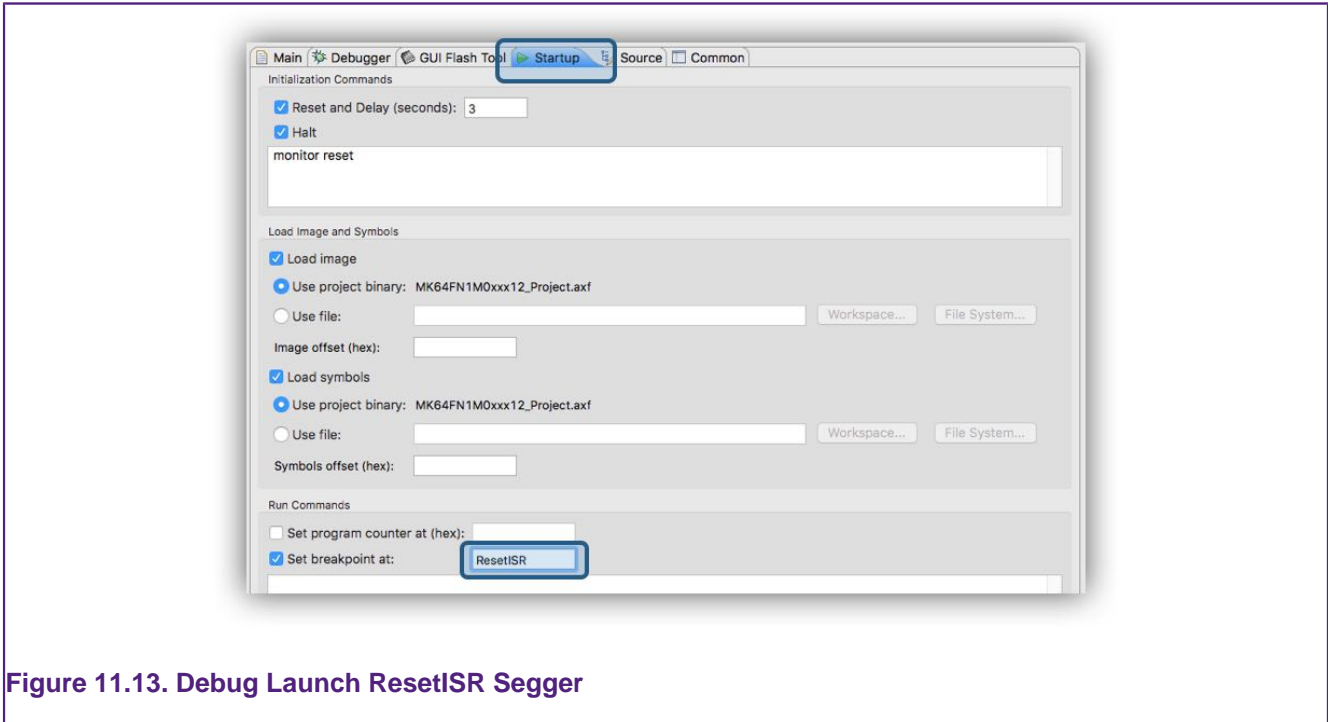 Main Debugger GUI Flash Tool Startup Source Common
Initialization Commands
Reset and Delay (seconds): 3
Halt
monitor reset
Load Image and Symbols
Load image
Use project binary: MK64FN1M0xxx12_Project.axf
Use file: Workspace... File System...
Image offset (hex):
Load symbols
Use project binary: MK64FN1M0xxx12_Project.axf
Use file: Workspace... File System...
Symbols offset (hex):
Run Commands
Set program counter at (hex):
Set breakpoint at: ResetISR
Figure 11.13. Debug Launch ResetISR Segger